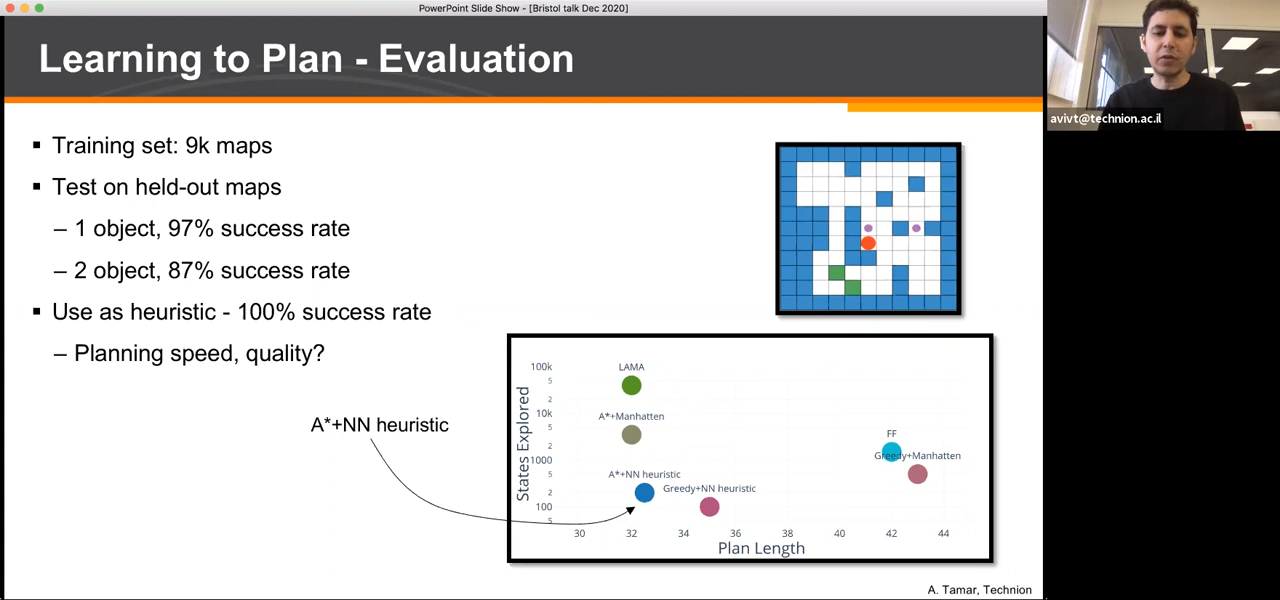 PowerPoint Slide Show - [Bristol talk Dec 2020]
Learning to Plan - Evaluation
avivt@technion.ac.il
▪ Training set: 9k maps
▪ Test on held-out maps
– 1 object, 97% success rate
– 2 object, 87% success rate
▪ Use as heuristic - 100% success rate
– Planning speed, quality?
A*+NN heuristic
States Explored
100k
5
2
10k
5
2
1000
5
2
100
5
LAMA
A*+Manhatten
FF
Greedy+Manhatten
A*+NN heuristic
Greedy+NN heuristic
30 32 34 36 38 40 42 44
Plan Length
A. Tamar, Technion